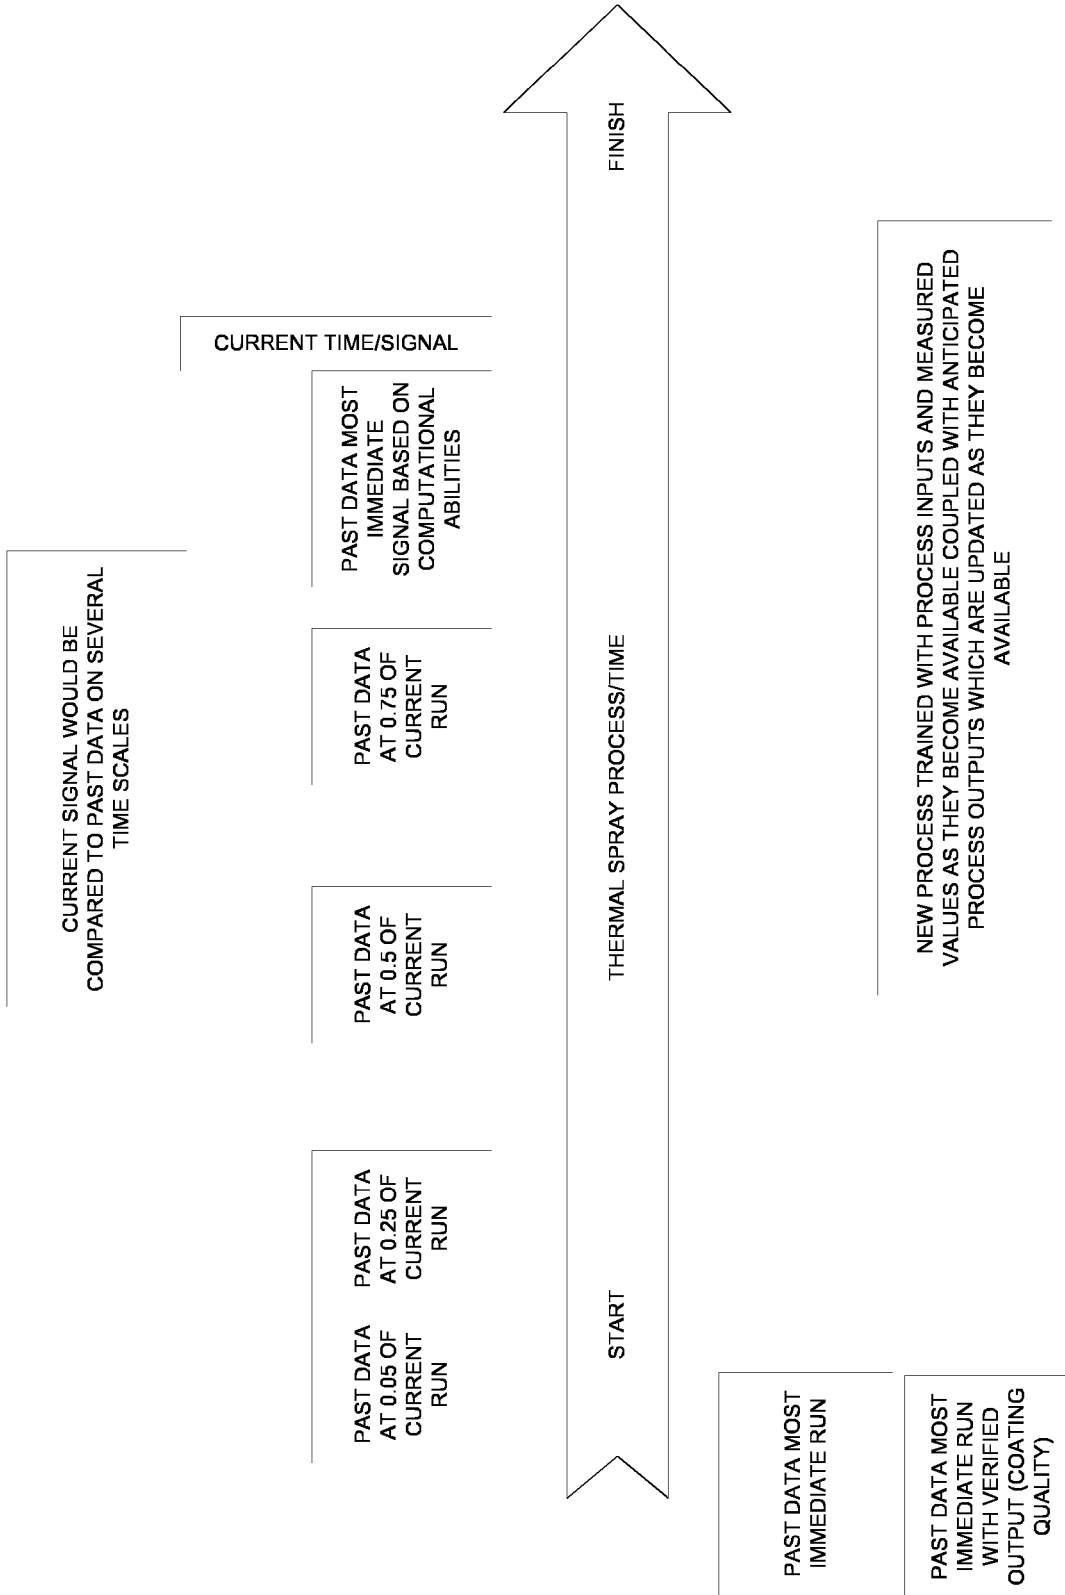 CURRENT SIGNAL WOULD BE
COMPARED TO PAST DATA ON SEVERAL
TIME SCALES
CURRENT TIME/SIGNAL
PAST DATA
AT 0.05 OF
CURRENT
RUN
PAST DATA
AT 0.25 OF
CURRENT
RUN
PAST DATA
AT 0.5 OF
CURRENT
RUN
PAST DATA
AT 0.75 OF
CURRENT
RUN
PAST DATA MOST
IMMEDIATE
SIGNAL BASED ON
COMPUTATIONAL
ABILITIES
START
THERMAL SPRAY PROCESS/TIME
FINISH
PAST DATA MOST
IMMEDIATE RUN
PAST DATA MOST
IMMEDIATE RUN
WITH VERIFIED
OUTPUT (COATING
QUALITY)
NEW PROCESS TRAINED WITH PROCESS INPUTS AND MEASURED
VALUES AS THEY BECOME AVAILABLE COUPLED WITH ANTICIPATED
PROCESS OUTPUTS WHICH ARE UPDATED AS THEY BECOME
AVAILABLE